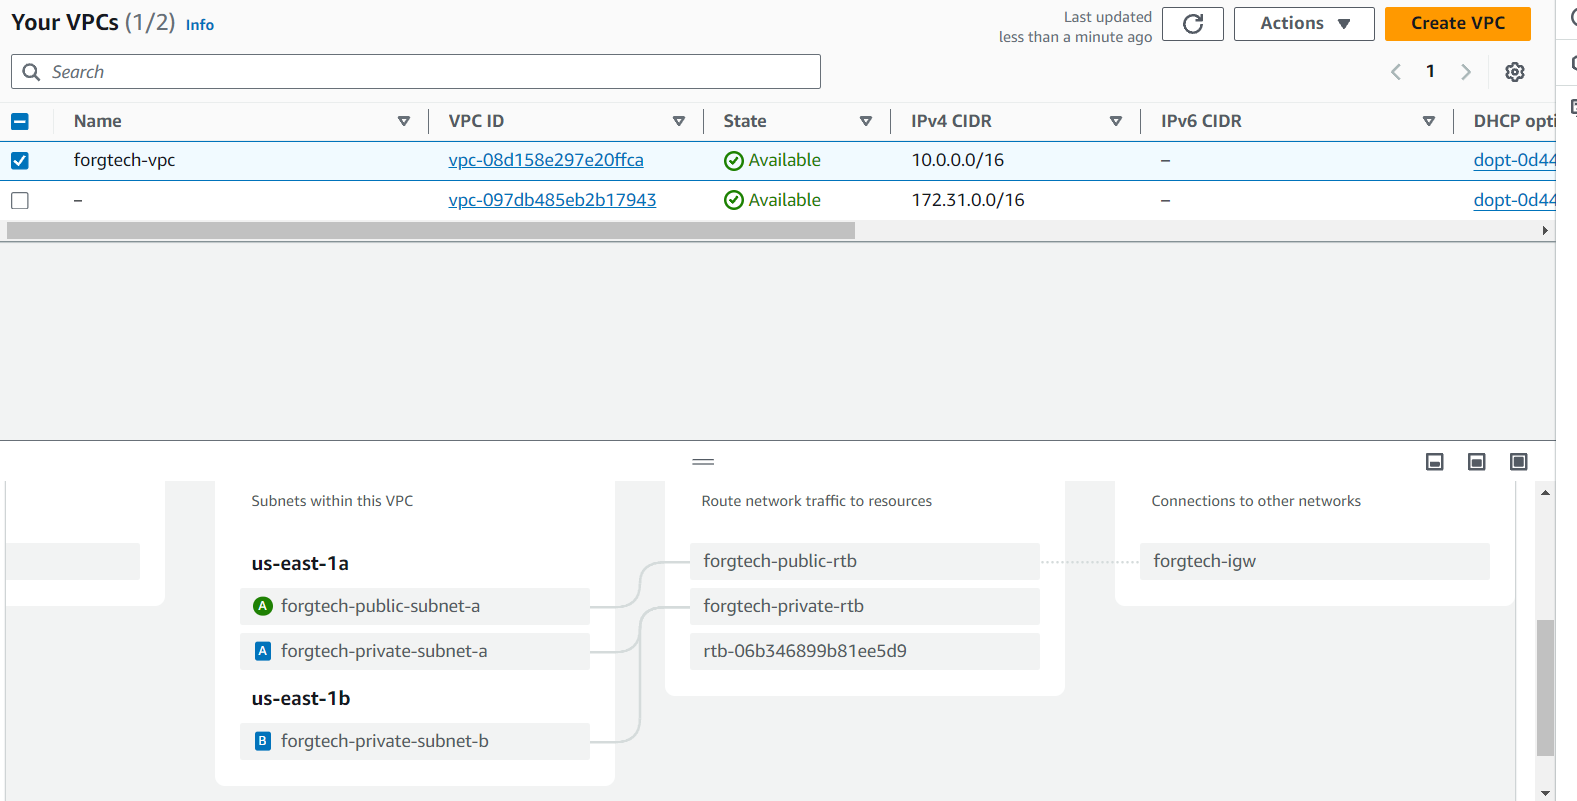 Your VPCs (1/2) Info
Last updated
less than a minute ago
Actions
Create VPC
Search
1
Name VPC ID State IPv4 CIDR IPv6 CIDR DHCP opti
forgtech-vpc vpc-08d158e297e20ffca Available 10.0.0.0/16 – dopt-0d44
– vpc-097db485eb2b17943 Available 172.31.0.0/16 – dopt-0d44
Subnets within this VPC
us-east-1a
A forgtech-public-subnet-a
A forgtech-private-subnet-a
us-east-1b
B forgtech-private-subnet-b
Route network traffic to resources
forgtech-public-rtb
forgtech-private-rtb
rtb-06b346899b81ee5d9
Connections to other networks
forgtech-igw